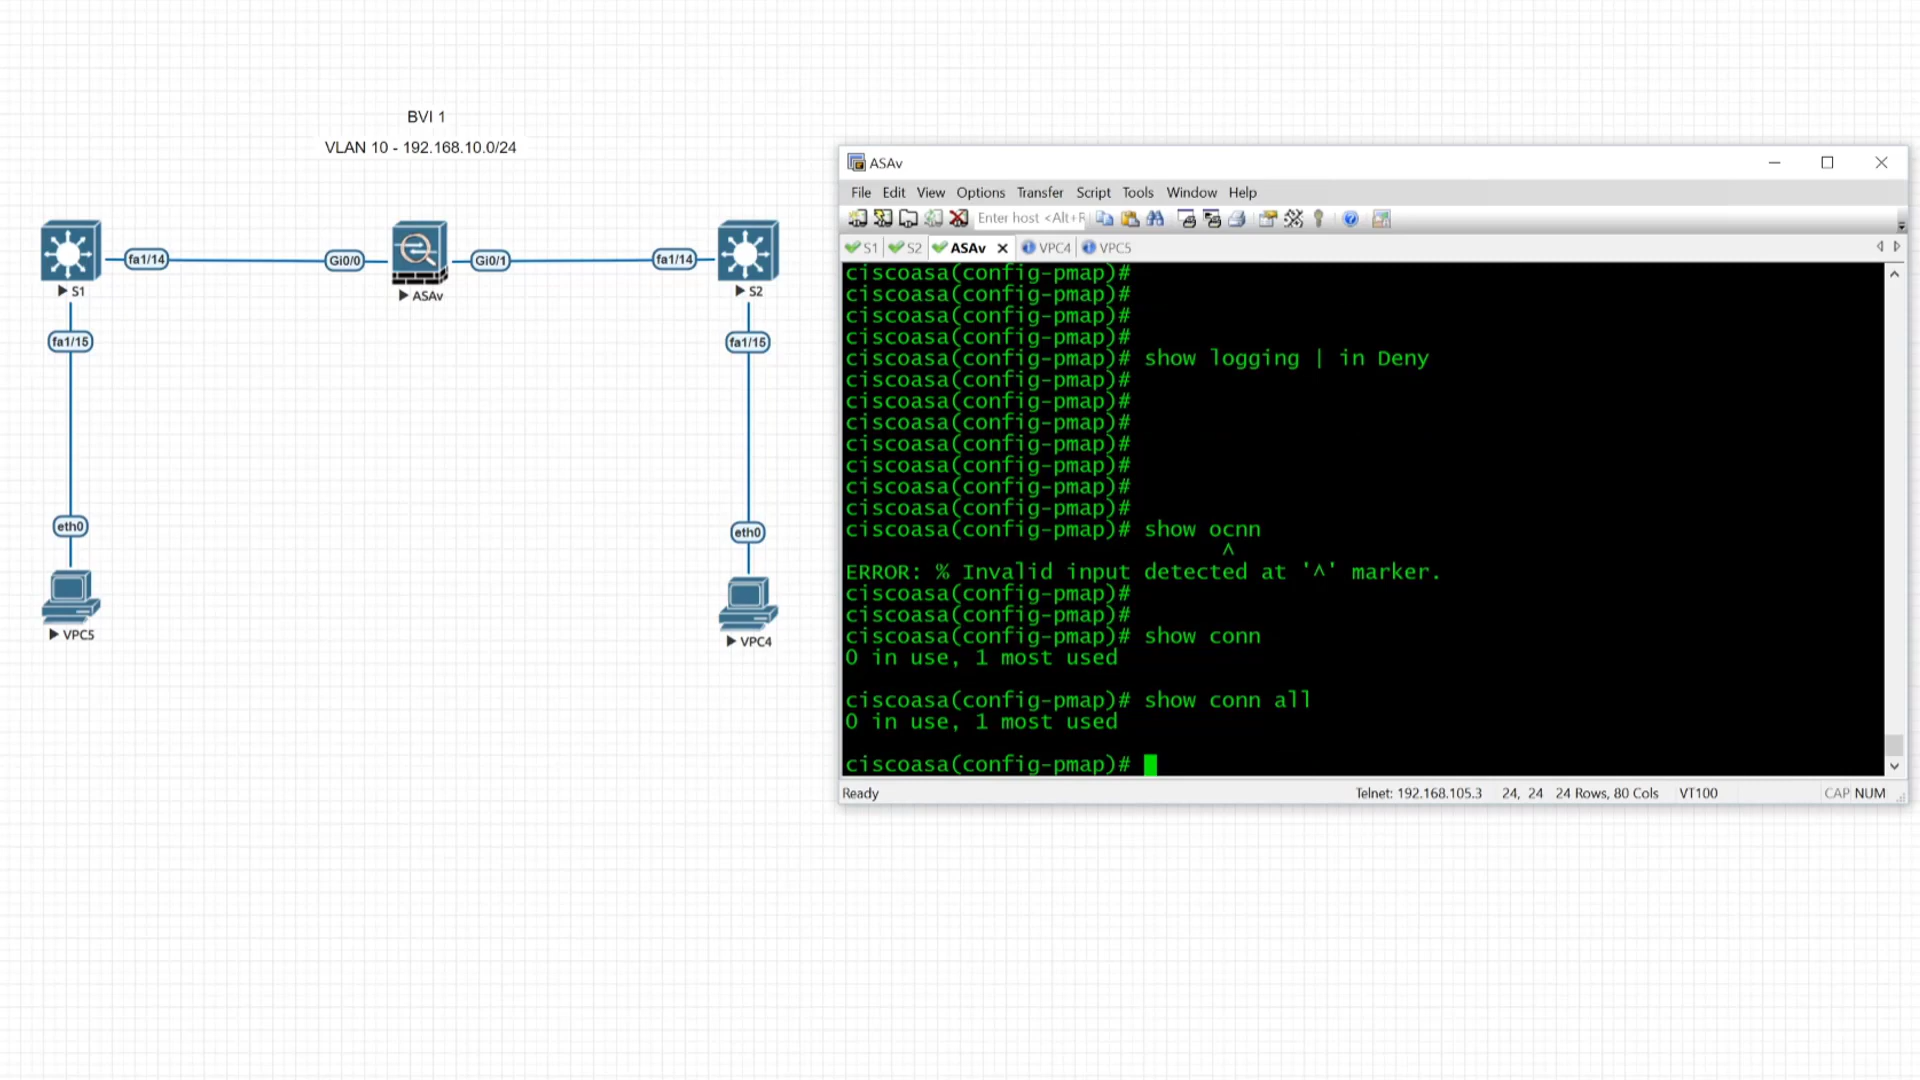 BVI 1
VLAN 10 - 192.168.10.0/24
fa1/14
Gi0/0
Gi0/1
fa1/14
S1
ASAv
S2
fa1/15
fa1/15
eth0
eth0
VPC5
VPC4
ASAv
File Edit View Options Transfer Script Tools Window Help
Enter host <Alt+R
S1 S2 ASAv VPC4 VPC5
ciscoasa(config-pmap)#
ciscoasa(config-pmap)#
ciscoasa(config-pmap)#
ciscoasa(config-pmap)#
ciscoasa(config-pmap)# show logging | in Deny
ciscoasa(config-pmap)#
ciscoasa(config-pmap)#
ciscoasa(config-pmap)#
ciscoasa(config-pmap)#
ciscoasa(config-pmap)#
ciscoasa(config-pmap)#
ciscoasa(config-pmap)#
ciscoasa(config-pmap)# show ocnn
^
ERROR: % Invalid input detected at '^' marker.
ciscoasa(config-pmap)#
ciscoasa(config-pmap)#
ciscoasa(config-pmap)# show conn
0 in use, 1 most used
ciscoasa(config-pmap)# show conn all
0 in use, 1 most used
ciscoasa(config-pmap)#
Ready Telnet: 192.168.105.3 24, 24 24 Rows, 80 Cols VT100 CAP NUM